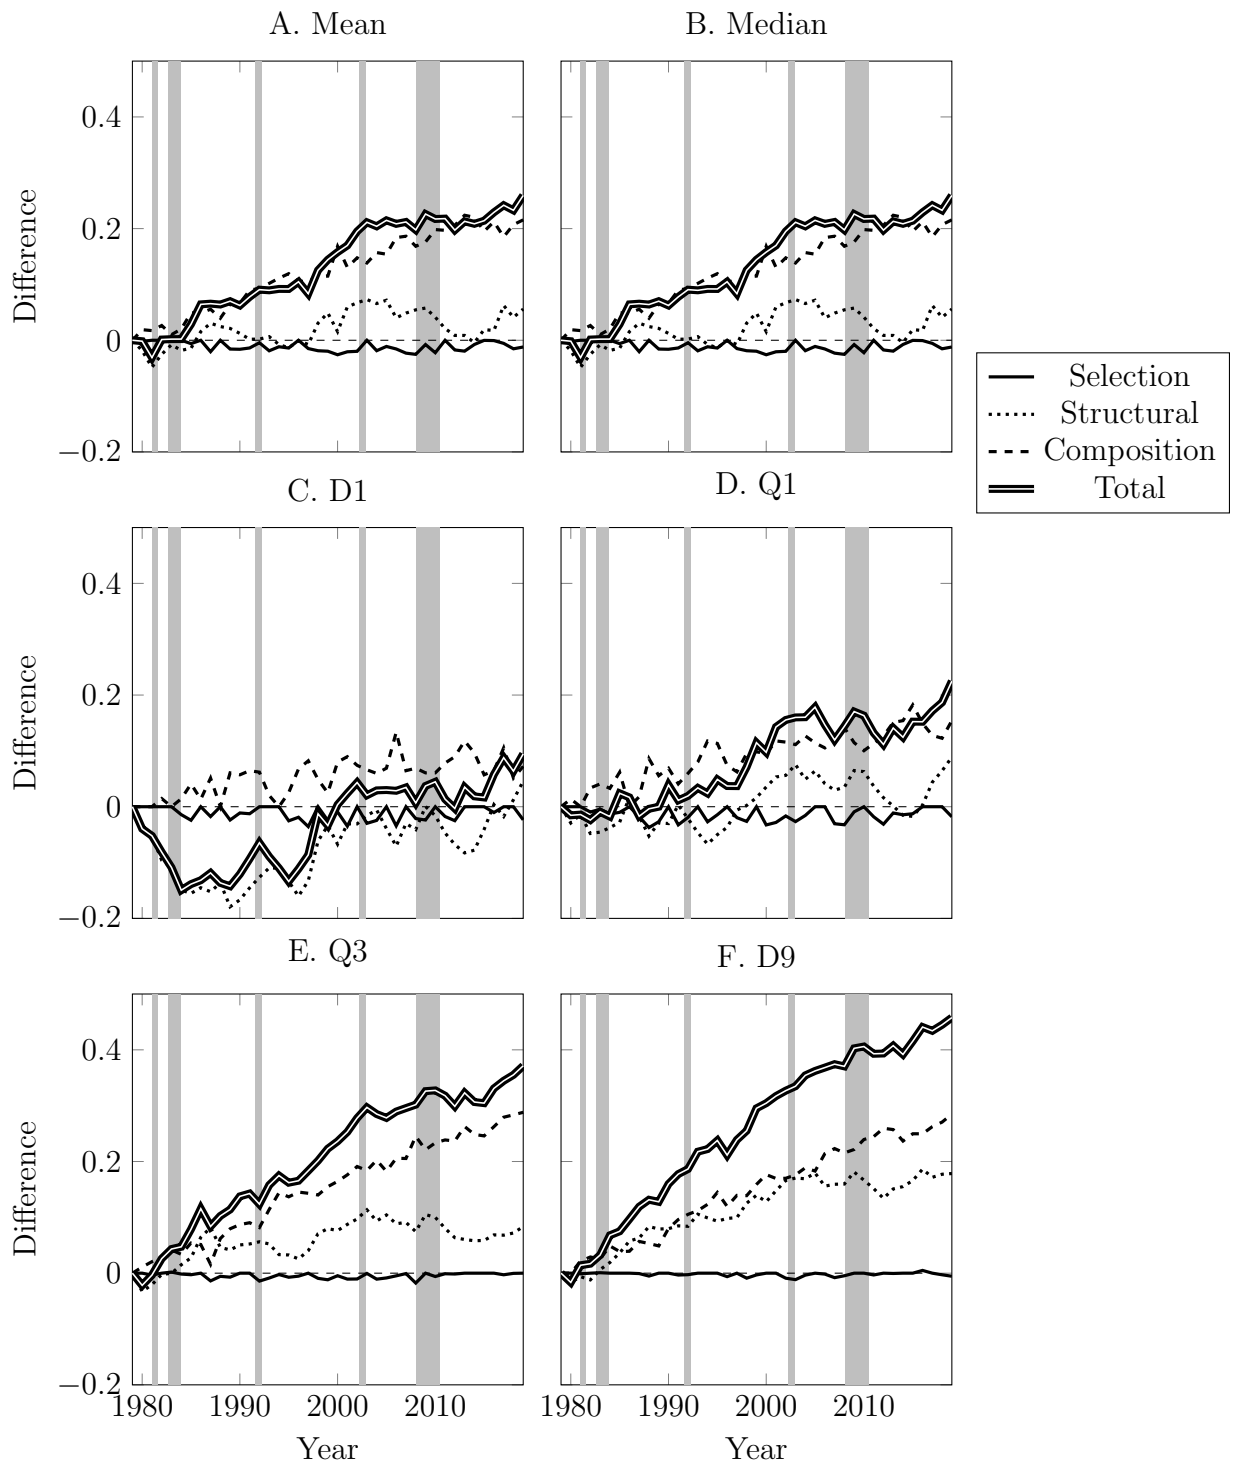 A. Mean
B. Median
0.4
0.2
0
−0.2
Difference
Selection
Structural
Composition
Total
C. D1
D. Q1
0.4
0.2
0
−0.2
Difference
E. Q3
F. D9
0.4
0.2
0
−0.2
Difference
1980 1990 2000 2010
1980 1990 2000 2010
Year
Year